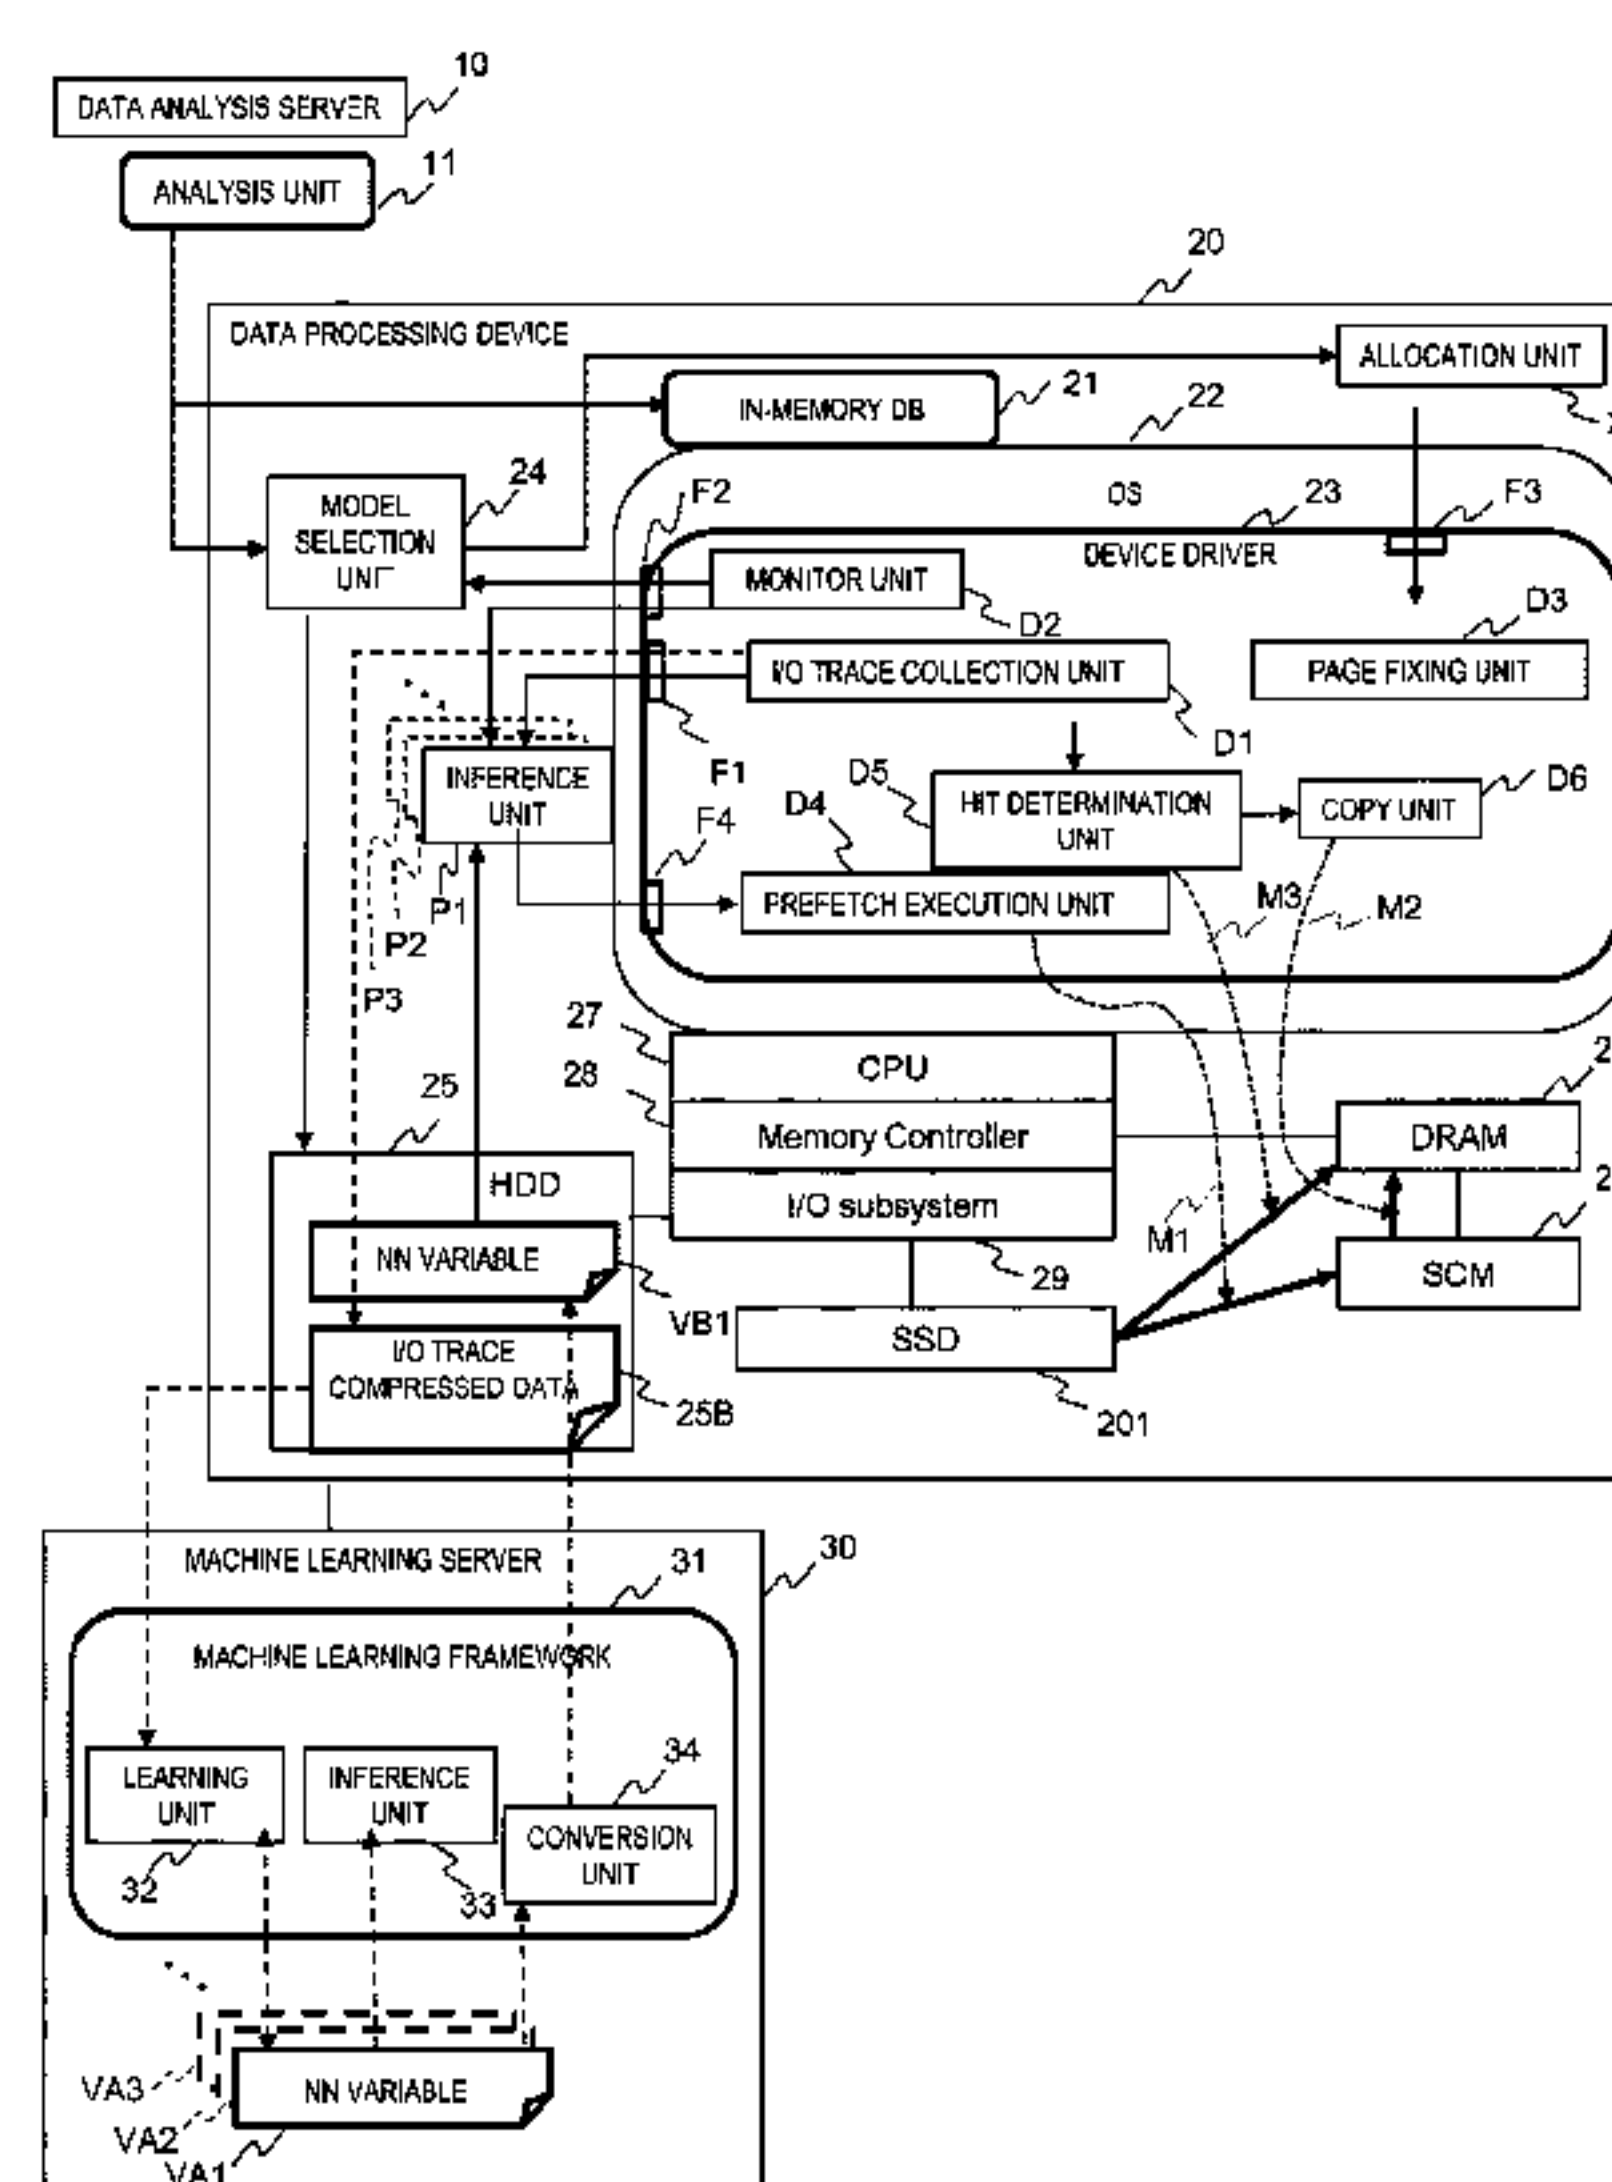 10
DATA ANALYSIS SERVER
11
ANALYSIS UNIT
20
DATA PROCESSING DEVICE
ALLOCATION UNIT
21
IN-MEMORY DB
22
24
MODEL
SELECTION
UNIT
F2
OS
23
F3
DEVICE DRIVER
MONITOR UNIT
D2
D3
I/O TRACE COLLECTION UNIT
PAGE FIXING UNIT
D1
INFERENCE
UNIT
F1
D5
HIT DETERMINATION
UNIT
D6
COPY UNIT
F4
D4
PREFETCH EXECUTION UNIT
M3
M2
P1
P2
P3
27
CPU
28
Memory Controller
DRAM
25
HDD
I/O subsystem
M1
29
SCM
NN VARIABLE
VB1
SSD
I/O TRACE
COMPRESSED DATA
25B
201
MACHINE LEARNING SERVER
30
31
MACHINE LEARNING FRAMEWORK
34
LEARNING
UNIT
INFERENCE
UNIT
CONVERSION
UNIT
32
33
VA3
NN VARIABLE
VA2
VA1